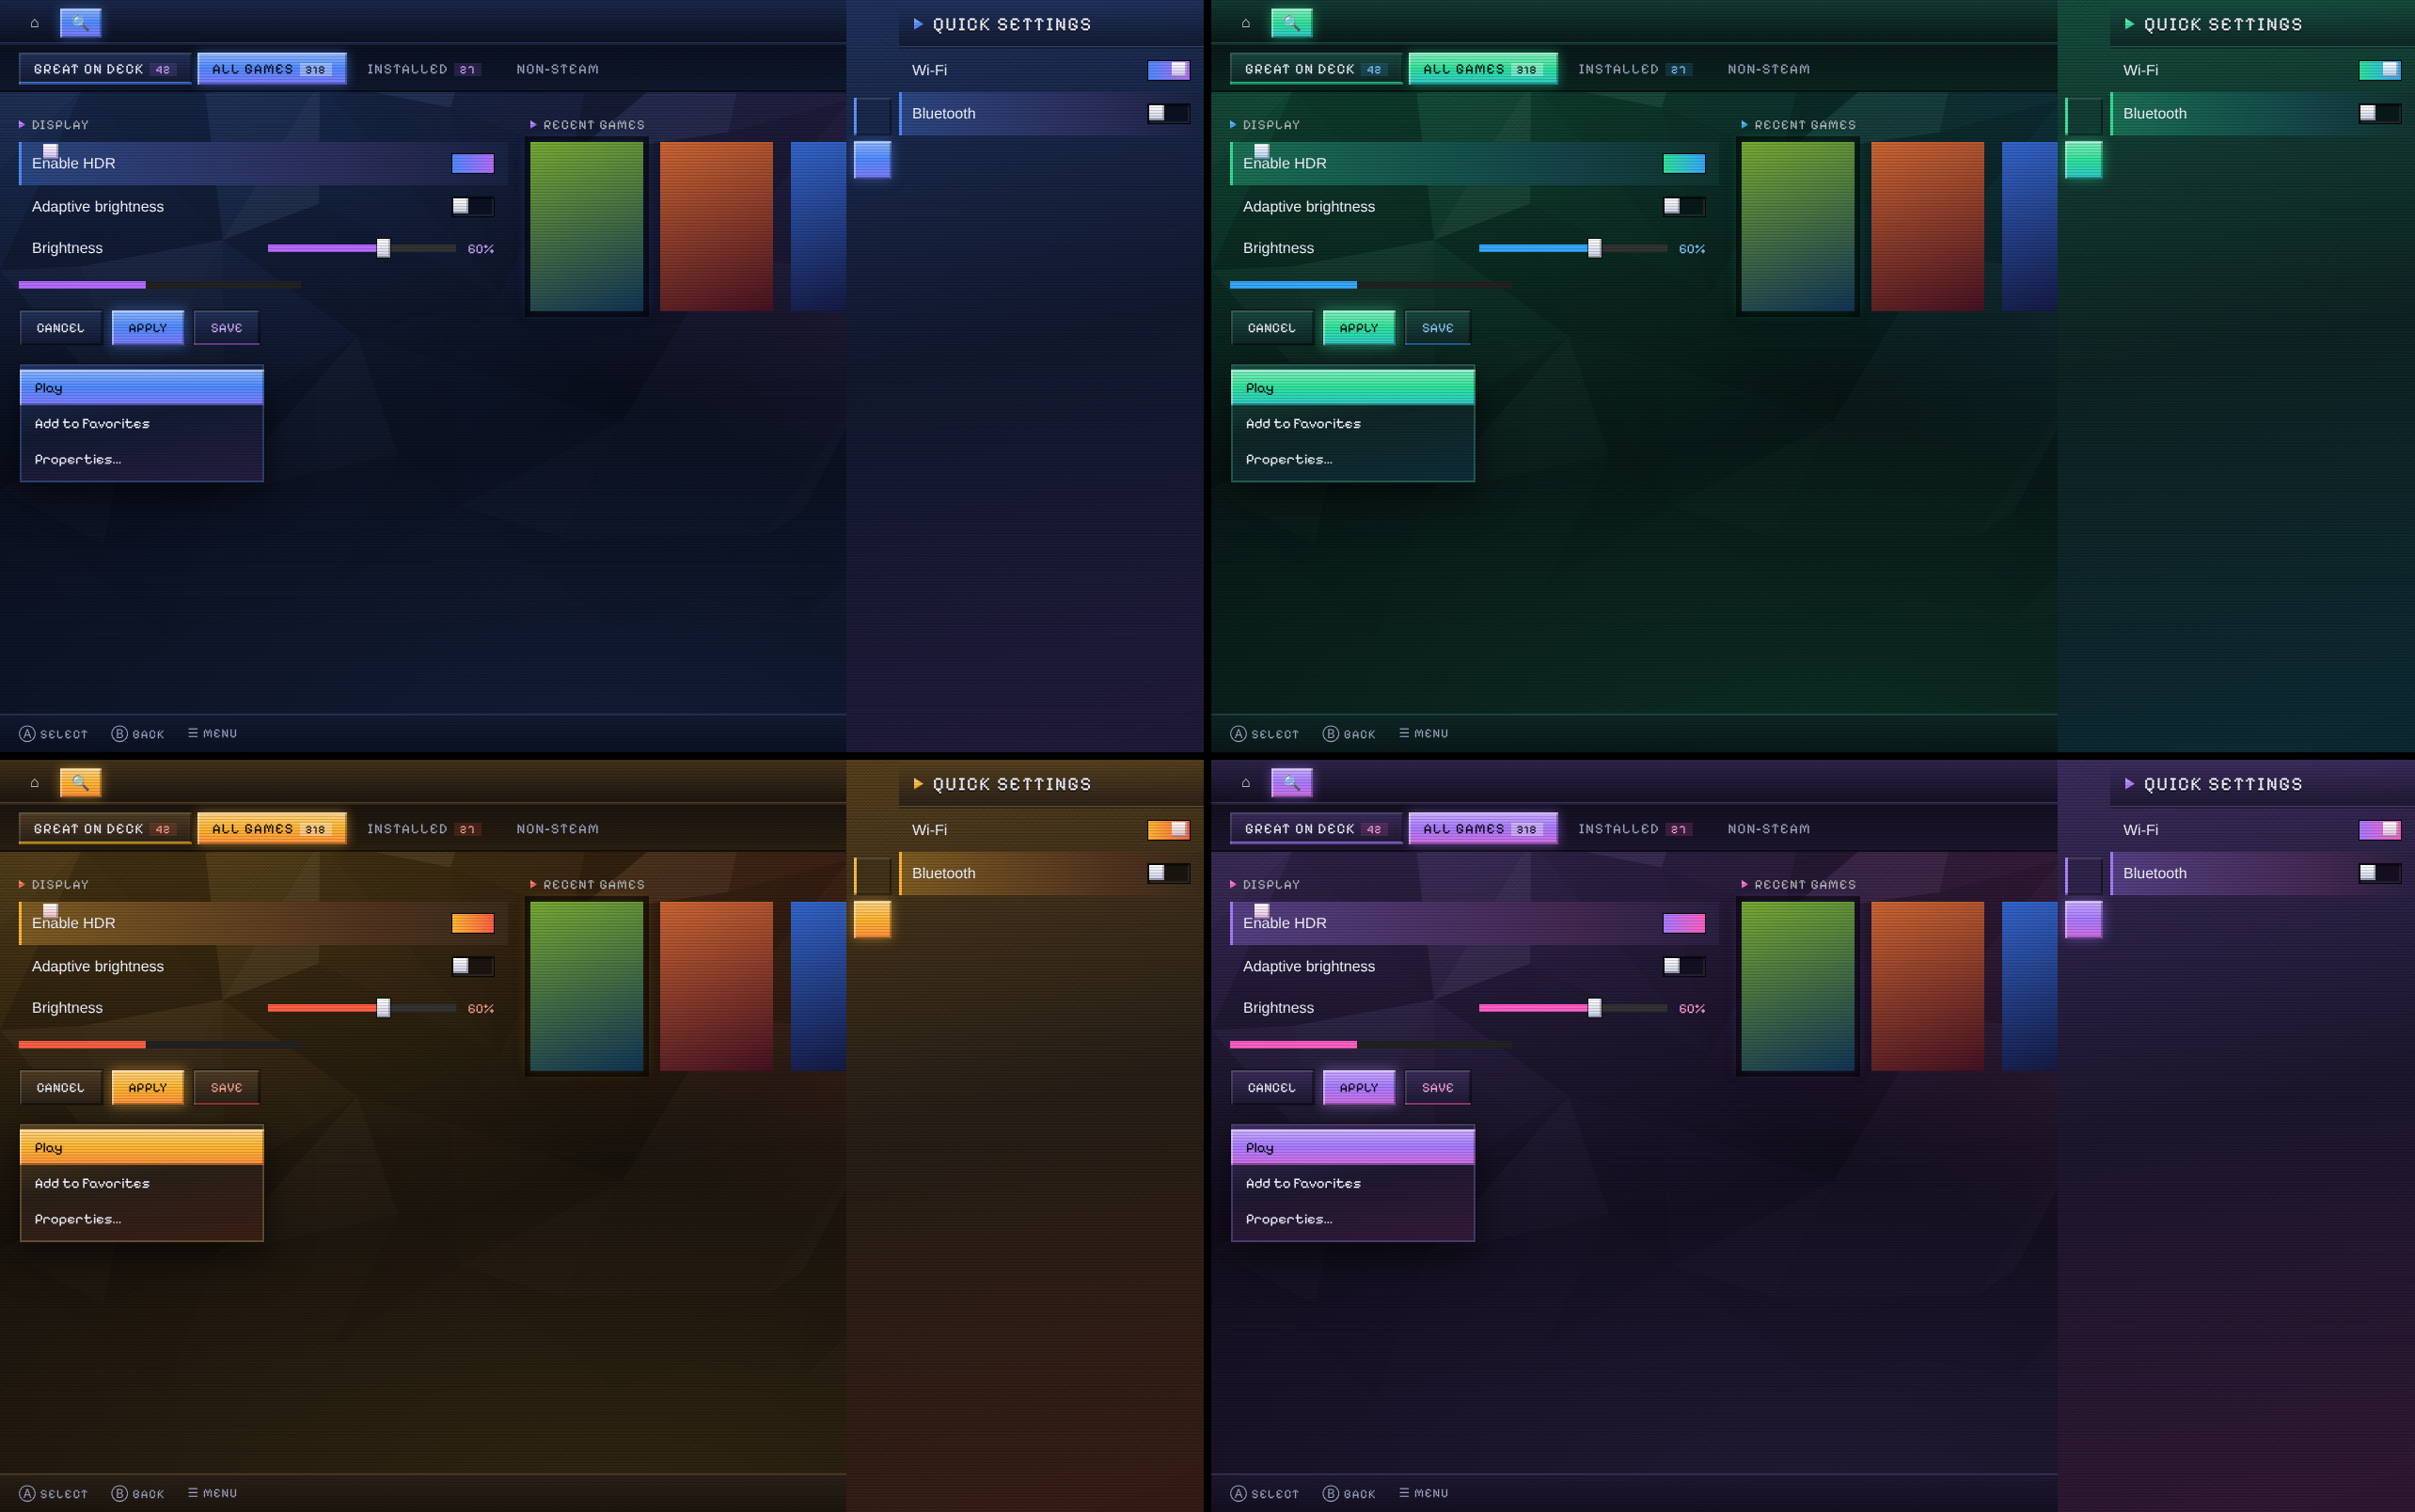 QUICK SETTINGS
GREAT ON DECK 42 ALL GAMES 318 INSTALLED 27 NON-STEAM
Wi-Fi
Bluetooth
DISPLAY
RECENT GAMES
Enable HDR
Adaptive brightness
Brightness 60%
CANCEL APPLY SAVE
Play
Add to Favorites
Properties...
A SELECT B BACK ☰ MENU
QUICK SETTINGS
GREAT ON DECK 42 ALL GAMES 318 INSTALLED 27 NON-STEAM
Wi-Fi
Bluetooth
DISPLAY
RECENT GAMES
Enable HDR
Adaptive brightness
Brightness 60%
CANCEL APPLY SAVE
Play
Add to Favorites
Properties...
A SELECT B BACK ☰ MENU
QUICK SETTINGS
GREAT ON DECK 42 ALL GAMES 318 INSTALLED 27 NON-STEAM
Wi-Fi
Bluetooth
DISPLAY
RECENT GAMES
Enable HDR
Adaptive brightness
Brightness 60%
CANCEL APPLY SAVE
Play
Add to Favorites
Properties...
A SELECT B BACK ☰ MENU
QUICK SETTINGS
GREAT ON DECK 42 ALL GAMES 318 INSTALLED 27 NON-STEAM
Wi-Fi
Bluetooth
DISPLAY
RECENT GAMES
Enable HDR
Adaptive brightness
Brightness 60%
CANCEL APPLY SAVE
Play
Add to Favorites
Properties...
A SELECT B BACK ☰ MENU